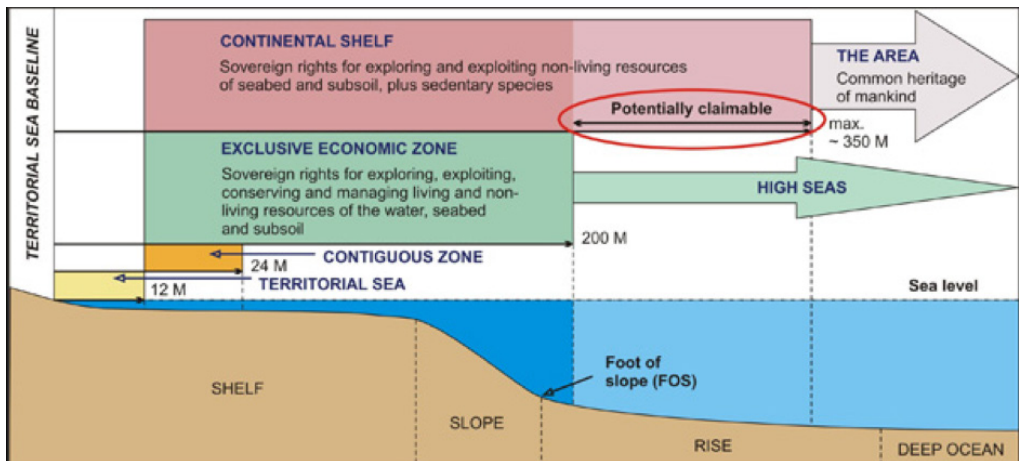 TERRITORIAL SEA BASELINE
CONTINENTAL SHELF
Sovereign rights for exploring and exploiting non-living resources
of seabed and subsoil, plus sedentary species
Potentially claimable
THE AREA
Common heritage
of mankind
max.
~ 350 M
EXCLUSIVE ECONOMIC ZONE
Sovereign rights for exploring, exploiting,
conserving and managing living and non-
living resources of the water, seabed
and subsoil
HIGH SEAS
200 M
CONTIGUOUS ZONE
24 M
TERRITORIAL SEA
12 M
Sea level
Foot of
slope (FOS)
SHELF
SLOPE
RISE
DEEP OCEAN